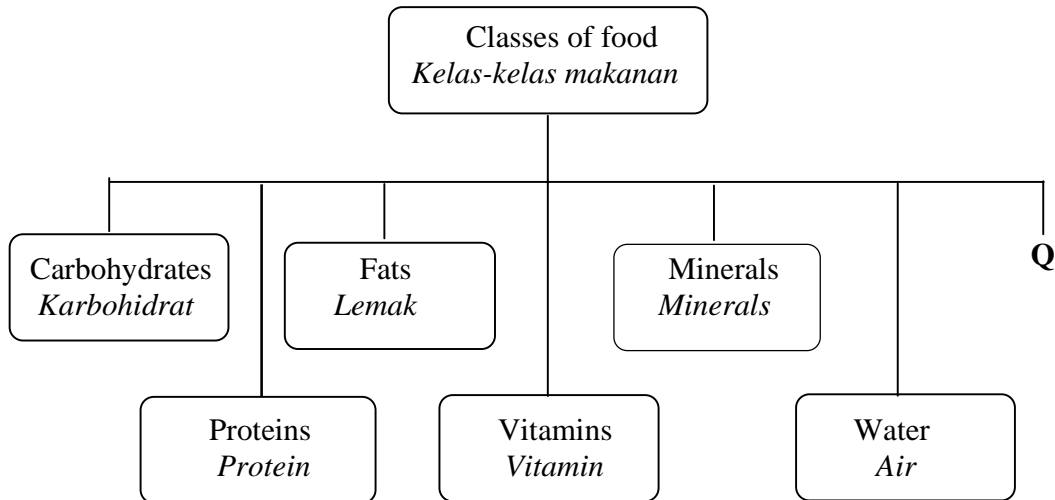 Classes of food
Kelas-kelas makanan
Carbohydrates
Karbohidrat
Fats
Lemak
Minerals
Minerals
Q
Proteins
Protein
Vitamins
Vitamin
Water
Air